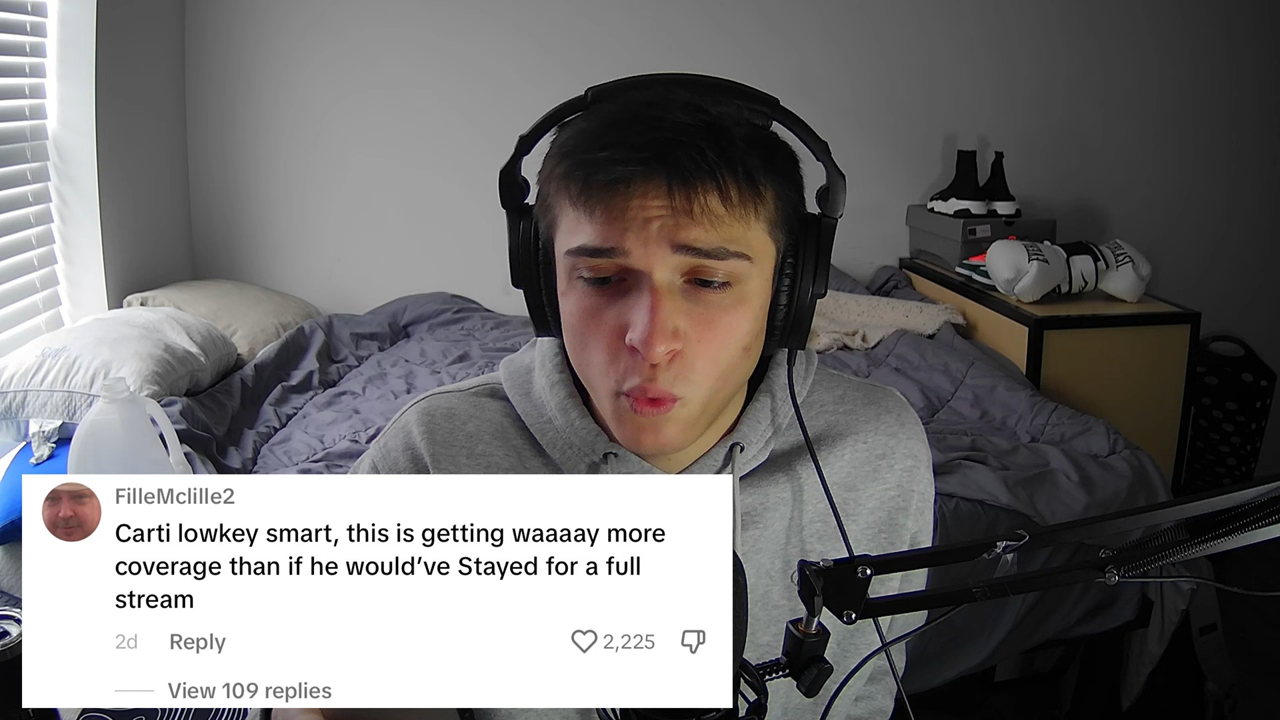 FilleMclille2
Carti lowkey smart, this is getting waaaay more
coverage than if he would've Stayed for a full
stream
2d Reply 2,225
View 109 replies
EVERLAST